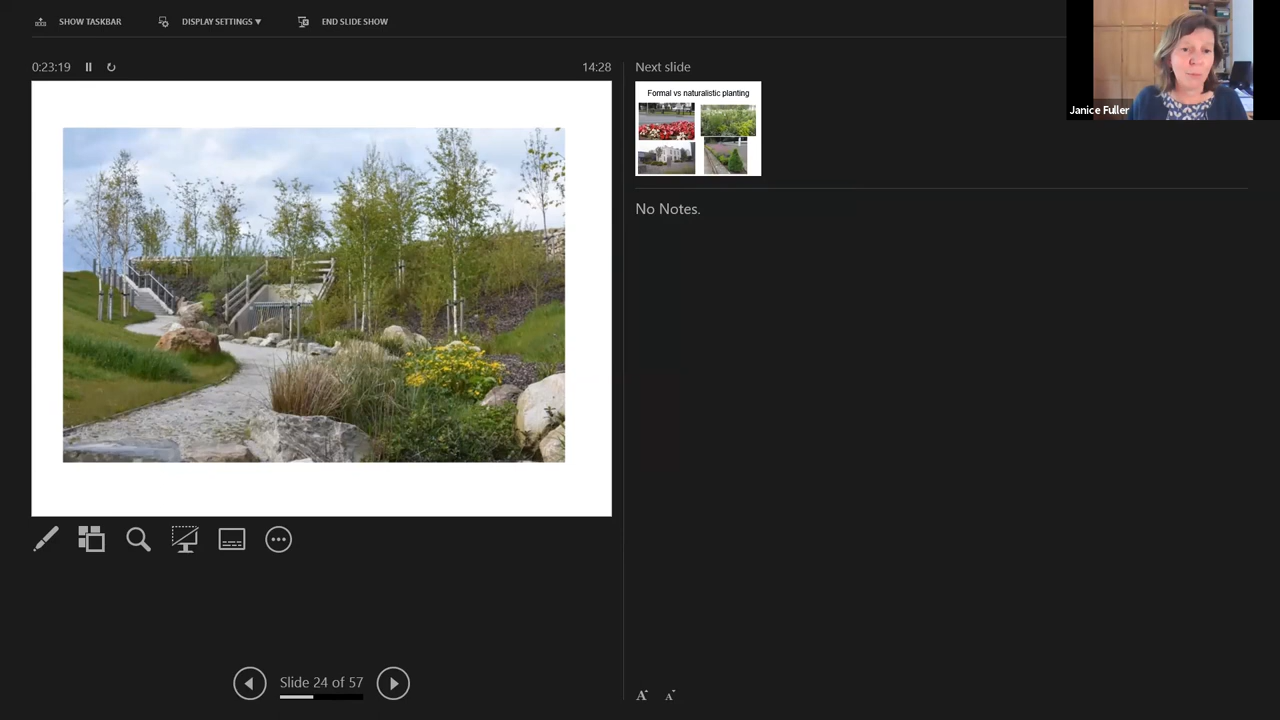 SHOW TASKBAR
DISPLAY SETTINGS ▼
END SLIDE SHOW
Janice Fuller
0:23:19
14:28
Next slide
Formal vs naturalistic planting
No Notes.
Slide 24 of 57
A A